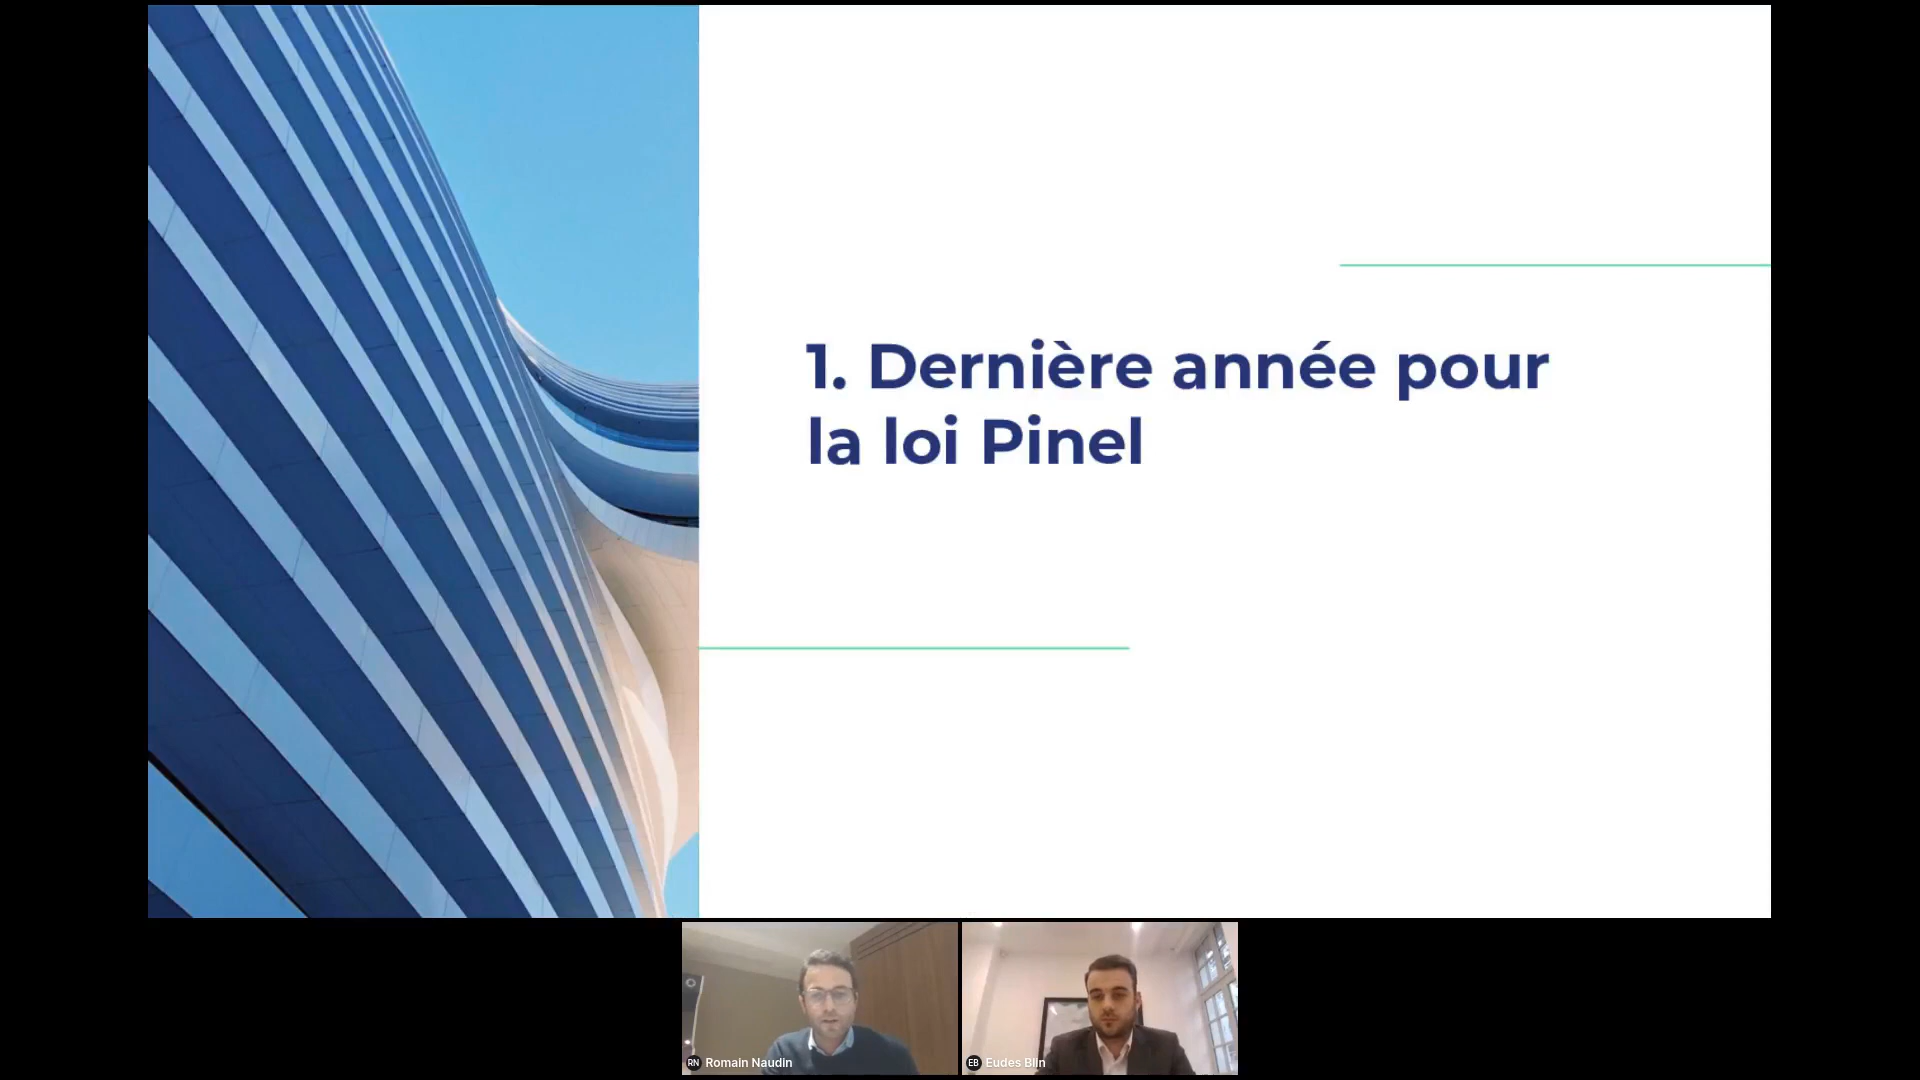 1. Dernière année pour
la loi Pinel
RN Romain Naudin
EB Eudes Blin